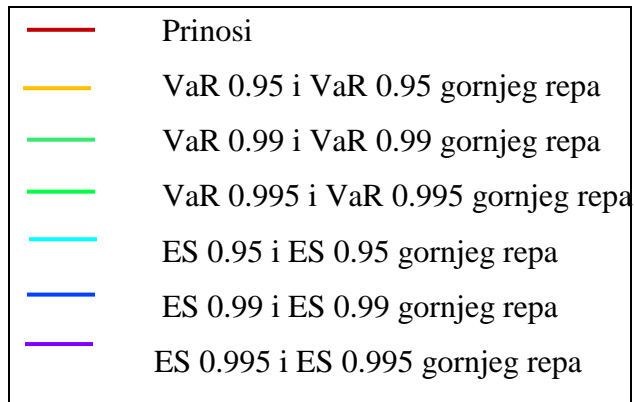 Prinosi
VaR 0.95 i VaR 0.95 gornjeg repa
VaR 0.99 i VaR 0.99 gornjeg repa
VaR 0.995 i VaR 0.995 gornjeg repa
ES 0.95 i ES 0.95 gornjeg repa
ES 0.99 i ES 0.99 gornjeg repa
ES 0.995 i ES 0.995 gornjeg repa